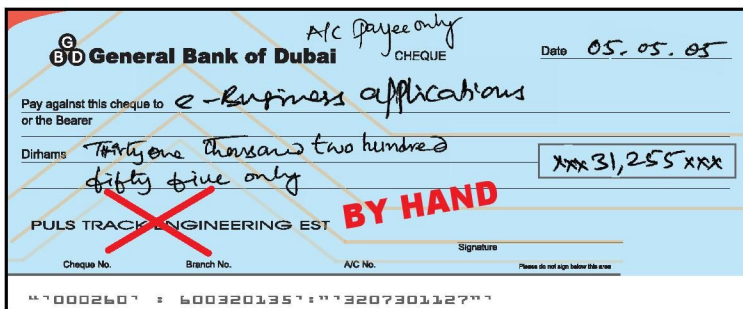 A/C Payee only
GBD General Bank of Dubai
CHEQUE
Date 05.05.05
Pay against this cheque to e-Business applications
or the Bearer
Dirhams Thirty one thousand two hundred
fifty five only
xxx31,255xxx
BY HAND
PULS TRACK ENGINEERING EST
Signature
Cheque No. Branch No. A/C No. Please do not sign below this area
⑈000260⑈ : 600320135⑈:⑈3207301127⑈